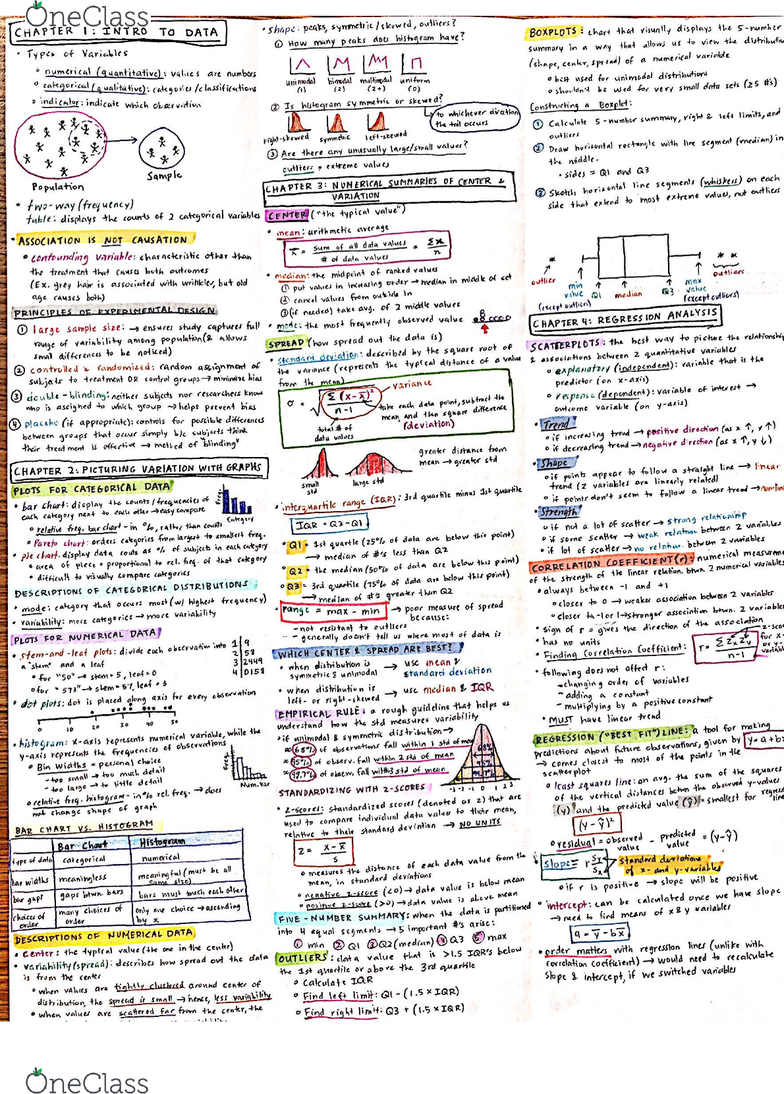 OneClass
CHAPTER 1: INTRO TO DATA
• Types of Variables
numerical (quantitative): values are numbers
categorical (qualitative): categories/classifications
indicator: indicate which observation
Population
Sample
• two-way (frequency)
table: displays the counts of 2 categorical variables
• ASSOCIATION IS NOT CAUSATION
• confounding variable: characteristic other than
the treatment that causes both outcomes
(Ex. grey hair is associated with wrinkles, but old
age causes both)
PRINCIPLES OF EXPERIMENTAL DESIGN
① large sample size: → ensures study captures full
range of variability among population (& allows
small differences to be noticed)
② controlled & randomized: random assignment of
subjects to treatment OR control groups → minimize bias
③ double-blinding: neither subjects nor researchers know
who is assigned to which group → helps prevent bias
④ placebo (if appropriate): controls for possible differences
between groups that occur simply b/c subjects think
their treatment is effective → method of "blinding"
CHAPTER 2: PICTURING VARIATION WITH GRAPHS
PLOTS FOR CATEGORICAL DATA
• bar chart: display the counts/frequencies of
each category next to each other → easy compare
Freq.
Category
relative freq. bar chart - in %, rather than counts
Pareto chart: orders categories from largest to smallest freq.
• pie chart: display data counts as % of subjects in each category
area of piece = proportional to rel. freq. of that category
difficult to visually compare categories
DESCRIPTIONS OF CATEGORICAL DISTRIBUTIONS
• mode: category that occurs most (w/ highest frequency)
• variability: more categories → more variability
PLOTS FOR NUMERICAL DATA
• stem-and-leaf plots: divide each observation into
a "stem" and a leaf
for "50" → stem = 5, leaf = 0
for "573" → stem = 57, leaf = 3
1 | 9
2 | 58
3 | 2449
4 | 0158
• dot plots: dot is placed along axis for every observation
0 10 20 30 40 50
• histogram: x-axis represents numerical variable, while the
y-axis represents the frequencies of observations
Bin Widths = personal choice
— too small → too much detail
— too large → to little detail
relative freq. histogram - in % rel. freq. → does
not change shape of graph
Num. Var
BAR CHART VS. HISTOGRAM
Bar Chart Histogram
type of data categorical numerical
bar widths meaningless meaningful (must be all same size)
bar gaps gaps btwn. bars bars must touch each other
choices of order many choices of order only one choice → ascending by x
DESCRIPTIONS OF NUMERICAL DATA
• Center: the typical value (the one in the center)
• variability (spread): describes how spread out the data
is from the center
when values are tightly clustered around center of
distribution, the spread is small → hence, less variability
when values are scattered far from the center, the
• shape: peaks, symmetric/skewed, outliers?
① How many peaks does histogram have?
unimodal bimodal multimodal uniform
(1) (2) (2+) (0)
② Is histogram symmetric or skewed?
to whichever direction
the tail occurs
right-skewed symmetric left-skewed
③ Are there any unusually large/small values?
outliers = extreme values
CHAPTER 3: NUMERICAL SUMMARIES OF CENTER &
VARIATION
CENTER ("the typical value")
• mean: arithmetic average
x̄ = sum of all data values / # of data values = Σx / n
• median: the midpoint of ranked values
① put values in increasing order → median in middle of set
② cancel values from outside in
③ (if needed) take avg. of 2 middle values
• mode: the most frequently observed value
SPREAD (how spread out the data is)
• standard deviation: described by the square root of
the variance (represents the typical distance of a value
from the mean)
variance
σ = √ Σ(x-x̄)² / n-1
take each data point, subtract the
mean, and then square difference
(deviation)
total # of
data values
small
std
large std
greater distance from
mean → greater std
• interquartile range (IQR): 3rd quartile minus 1st quartile
IQR = Q3-Q1
• Q1 = 1st quartile (25% of data are below this point)
→ median of #'s less than Q2
• Q2 = the median (50% of data are below this point)
• Q3 = 3rd quartile (75% of data are below this point)
→ median of #s greater than Q2
• range = max - min → poor measure of spread
because:
— not resistant to outliers
— generally doesn't tell us where most of data is
WHICH CENTER & SPREAD ARE BEST?
• when distribution is → use mean &
symmetric & unimodal standard deviation
• when distribution is → use median & IQR
left- or right-skewed
EMPIRICAL RULE: a rough guideline that helps us
understand how the std measures variability
• if unimodal & symmetric distribution:
≈ 68% of observations fall within 1 std of mean
≈ 95% of observ. fall within 2 std of mean
≈ 99.7% of observ. fall within 3 std of mean
68%
95%
99.7%
-3 -2 -1 0 1 2 3
STANDARDIZING WITH Z-SCORES
• z-scores: standardized scores (denoted as z) that are
used to compare individual data values to their mean,
relative to their standard deviation → NO UNITS
z = x-x̄ / s
measures the distance of each data value from the
mean, in standard deviations
negative z-score (<0) → data value is below mean
positive z-score (>0) → data value is above mean
FIVE-NUMBER SUMMARY: when the data is partitioned
into 4 equal segments → 5 important #s arise:
① min ② Q1 ③ Q2 (median) ④ Q3 ⑤ max
OUTLIERS: data value that is >1.5 IQR's below
the 1st quartile or above the 3rd quartile
Calculate IQR
Find left limit: Q1 - (1.5 × IQR)
Find right limit: Q3 + (1.5 × IQR)
BOXPLOTS: chart that visually displays the 5-number
summary in a way that allows us to view the
(shape, center, spread) of a numerical variable
best used for unimodal distributions
shouldn't be used for very small data sets (≥5 #s)
Constructing a Boxplot:
① Calculate 5-number summary, right & left limits, and
outliers
② Draw horizontal rectangle with line segment (median) in
the middle.
• sides = Q1 and Q3
③ Sketch horizontal line segments (whiskers) on each
side that extend to most extreme values, not outliers
outlier
min
value
(except outliers)
Q1 median Q3
max
value
(except outliers)
outliers
CHAPTER 4: REGRESSION ANALYSIS
SCATTERPLOTS: the best way to picture the
& associations between 2 quantitative variables
explanatory (independent): variable that is the
predictor (on x-axis)
response (dependent): variable of interest →
outcome variable (on y-axis)
• Trend
if increasing trend → positive direction (as x ↑, y ↑)
if decreasing trend → negative direction (as x ↑, y ↓)
• Shape
if points appear to follow a straight line → linear
trend (2 variables are linearly related)
if points don't seem to follow a linear trend →
• Strength
if not a lot of scatter → strong relationship
if some scatter → weak relation between 2 variables
if lot of scatter → no relation between 2 variables
CORRELATION COEFFICIENT (r): numerical
of the strength of the linear relation btwn. 2 numerical
• always between -1 and +1
closer to 0 → weaker association between 2 variables
closer to -1 or 1 → stronger association btwn. 2
• sign of r = gives the direction of the association
• has no units
• Finding Correlation Coefficient:
r = Σ ZxZy / n-1
• following does not affect r:
— changing order of variables
— adding a constant
— multiplying by a positive constant
• MUST have linear trend
REGRESSION ("BEST FIT") LINE: a tool for making
predictions about future observations, given by
→ comes closest to most of the points in the
scatterplot
least squares line: on avg. the sum of the squares
of the vertical distances btwn the observed y-values
(y) and the predicted value (ŷ) = smallest for
(y-ŷ)²
residual = observed value - predicted value = (y-ŷ)
• Slope = r Sy / Sx → standard deviations
of x- and y-variables
if r is positive → slope will be positive
• intercept: can be calculated once we have slope
→ need to find means of x & y variables
a = ȳ - bx̄
• order matters with regression lines (unlike with
correlation coefficient) → would need to recalculate
slope & intercept, if we switched variables
OneClass